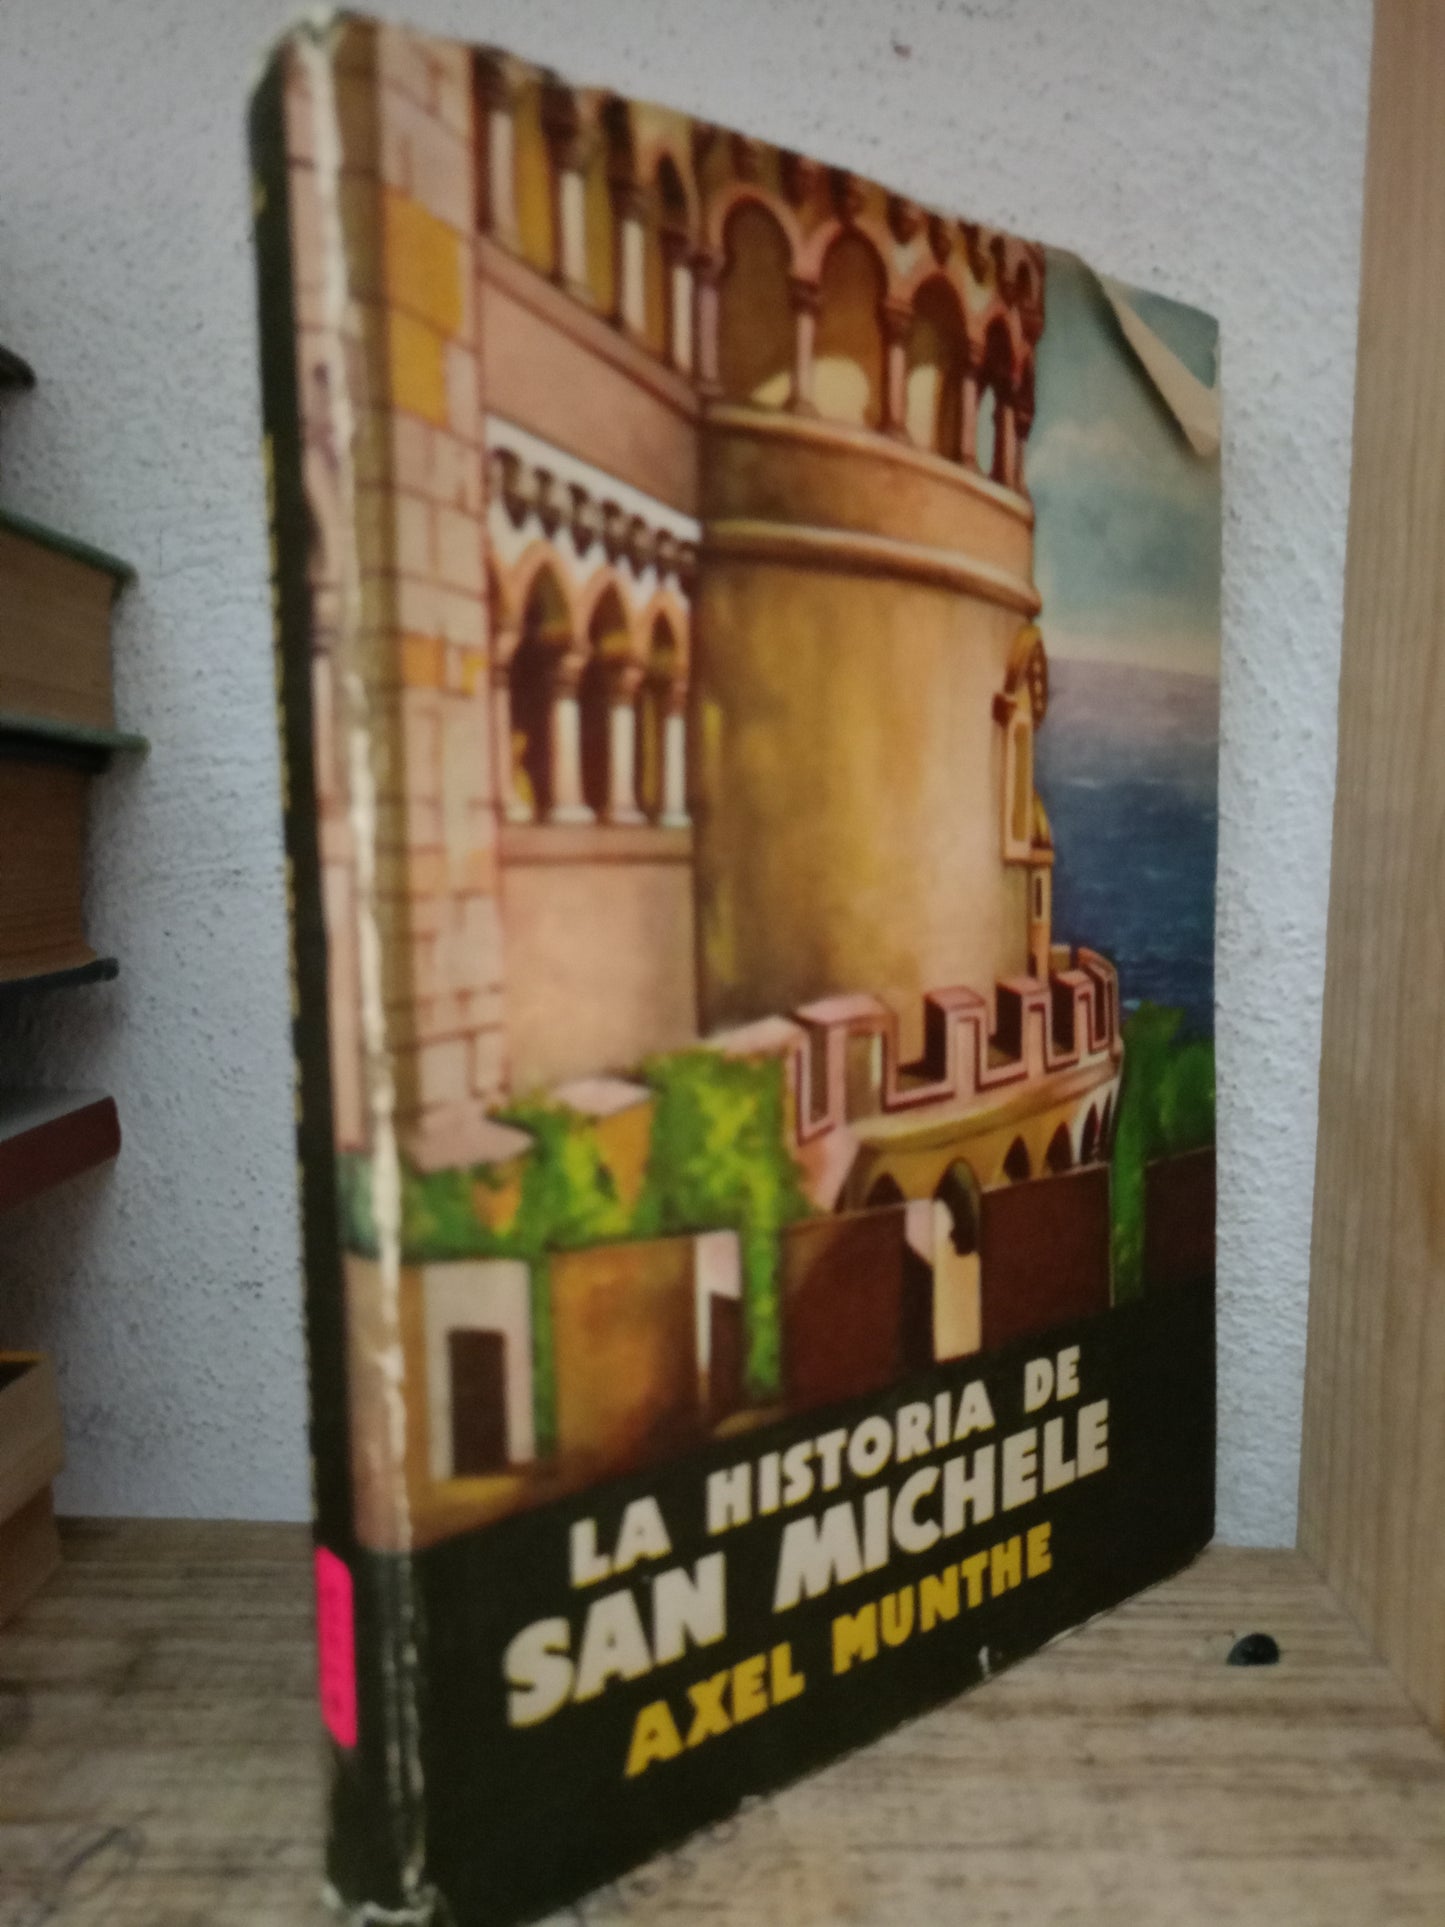 LA HISTORIA DE
SAN MICHELE
AXEL MUNTHE